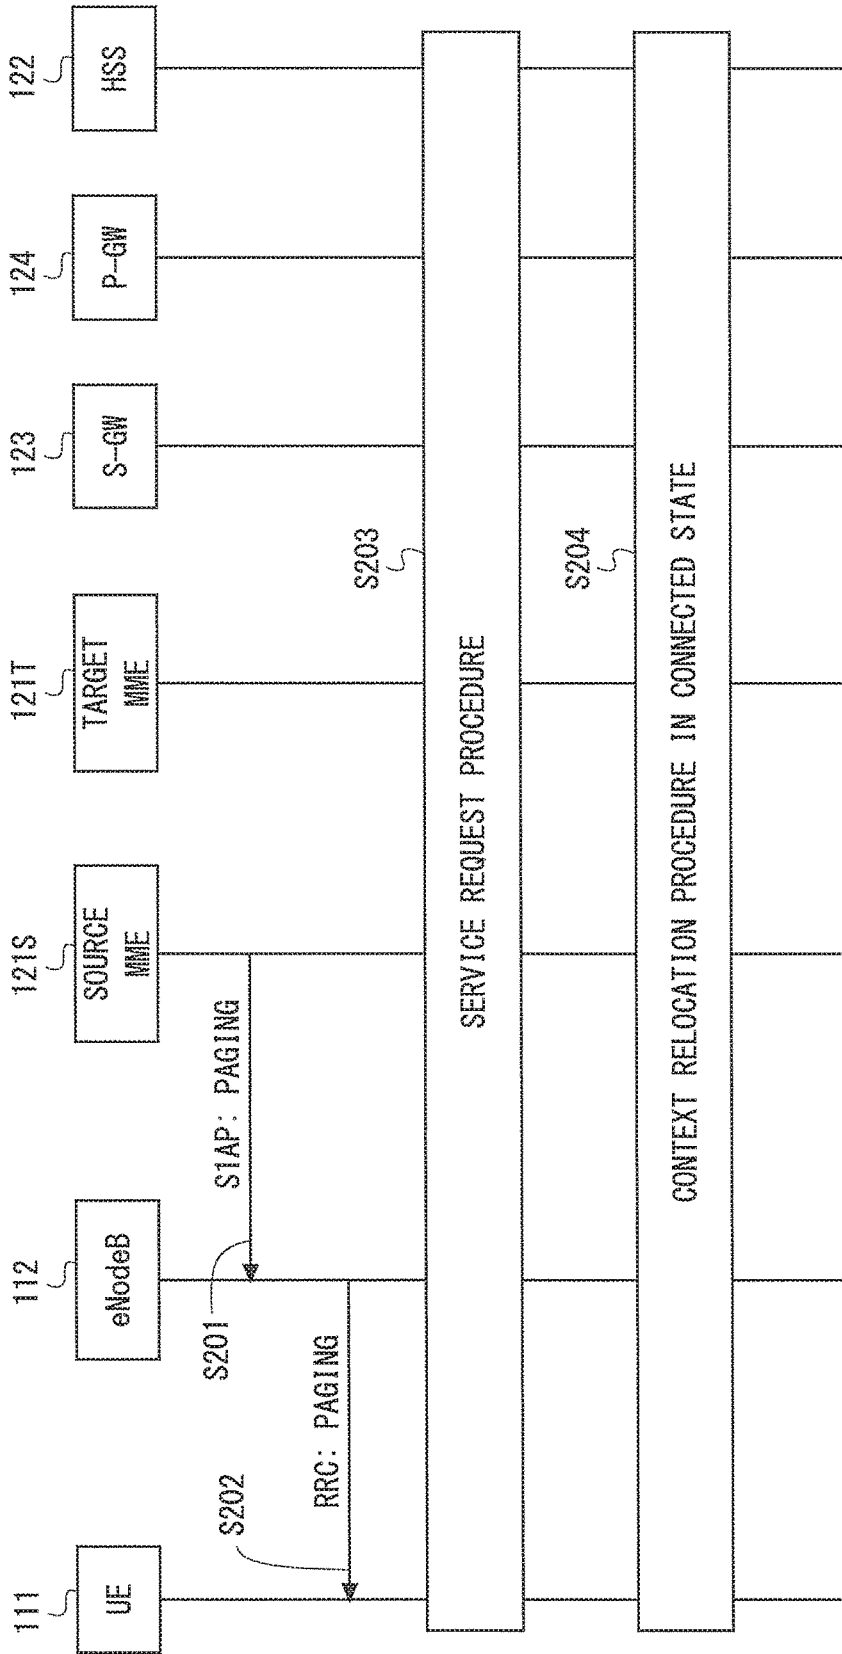 111
UE
112
eNodeB
121S
SOURCE
MME
121T
TARGET
MME
123
S-GW
124
P-GW
122
HSS
S201
S1AP: PAGING
S202
RRC: PAGING
S203
SERVICE REQUEST PROCEDURE
S204
CONTEXT RELOCATION PROCEDURE IN CONNECTED STATE